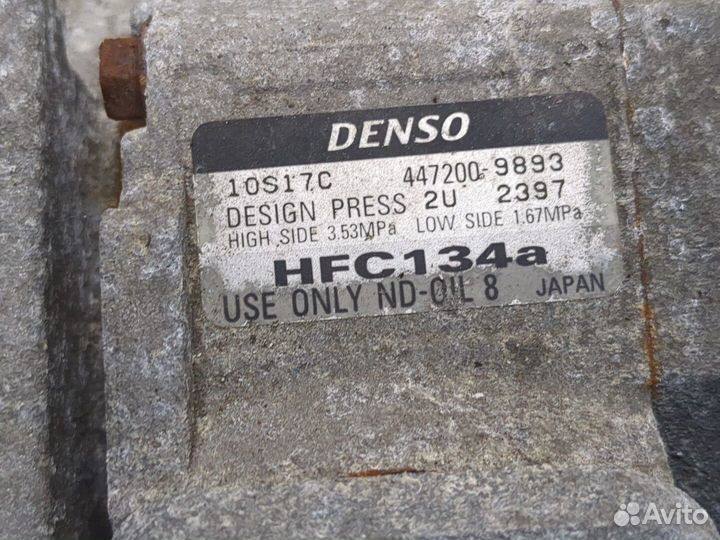 DENSO
10S17C 447200-9893
DESIGN PRESS 2U 2397
HIGH SIDE 3.53MPa LOW SIDE 1.67MPa
HFC134a
USE ONLY ND-OIL 8 JAPAN
Avito